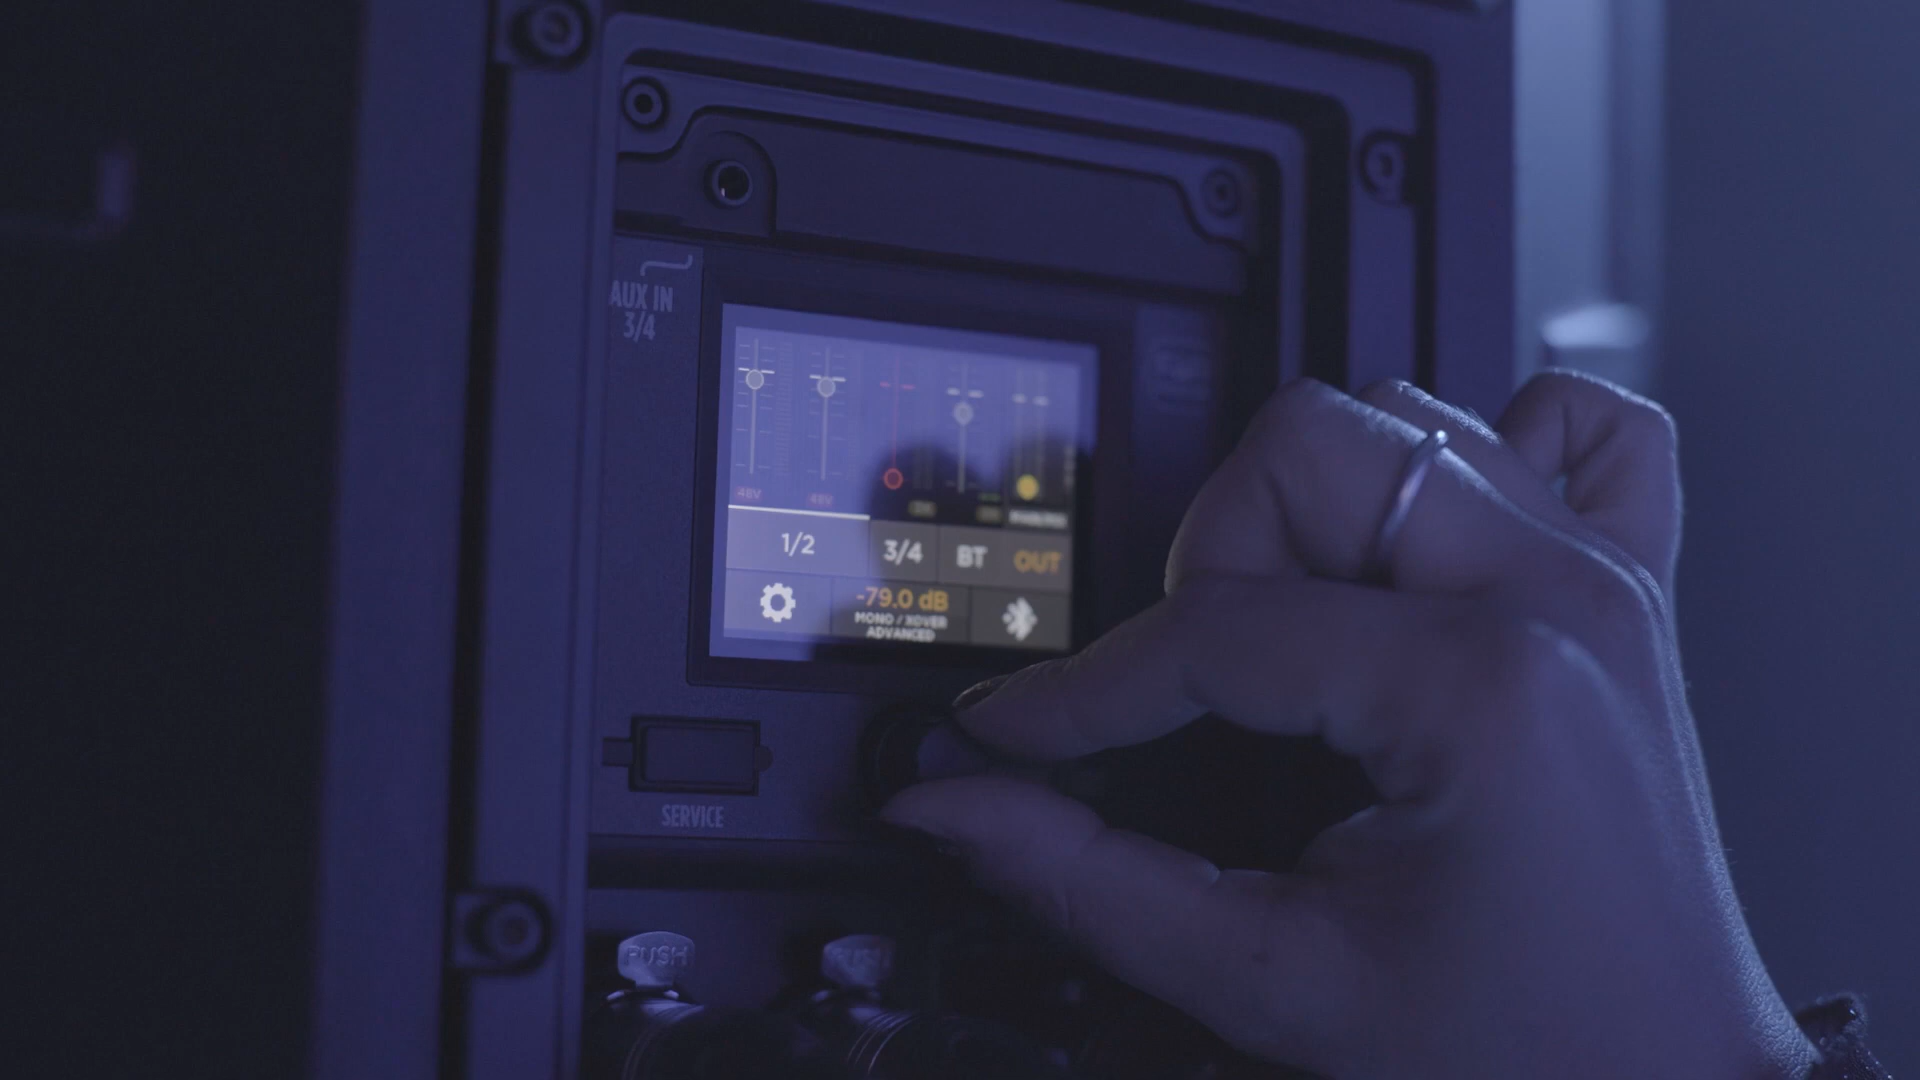 AUX IN
3/4
48V
48V
1/2
3/4
BT
OUT
-79.0 dB
MONO / XOVER
ADVANCED
SERVICE
PUSH
PUSH